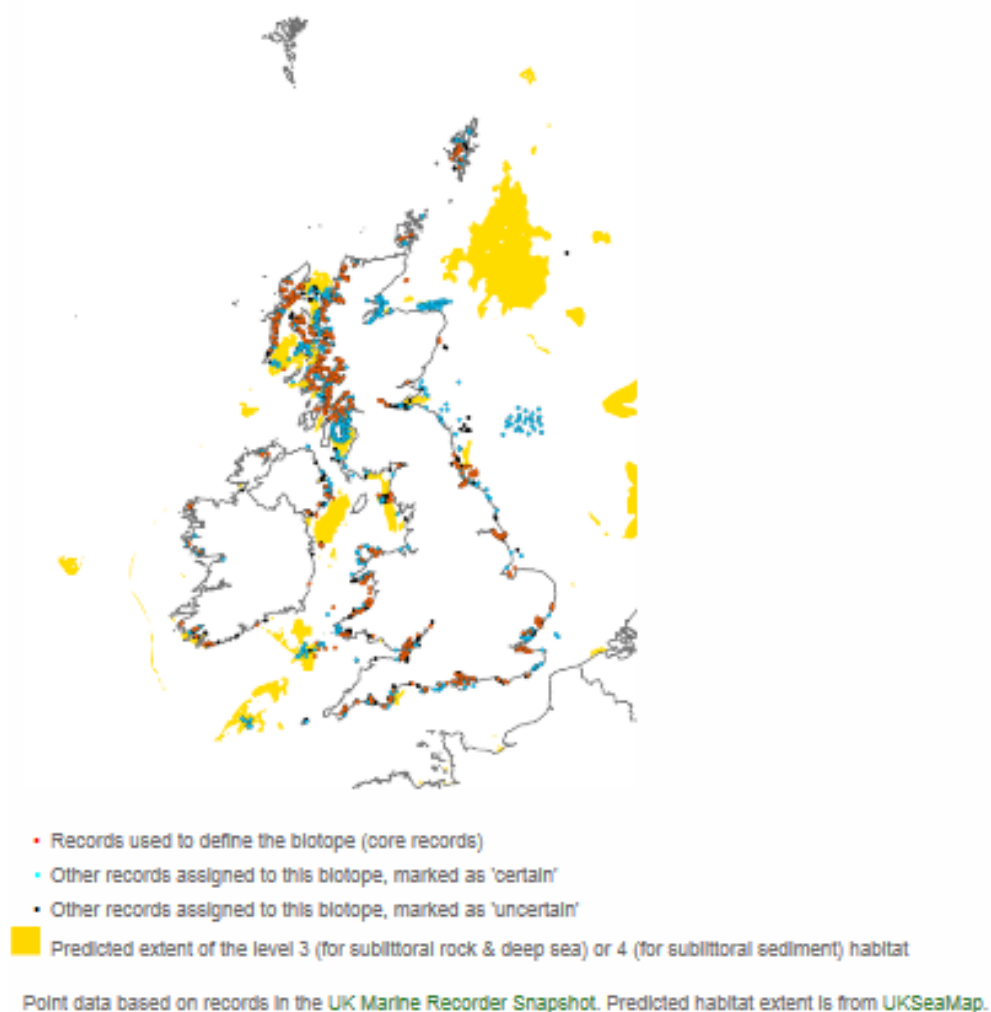 Records used to define the biotope (core records)
Other records assigned to this biotope, marked as 'certain'
Other records assigned to this biotope, marked as 'uncertain'
Predicted extent of the level 3 (for sublittoral rock & deep sea) or 4 (for sublittoral sediment) habitat
Point data based on records in the UK Marine Recorder Snapshot. Predicted habitat extent is from UKSeaMap.